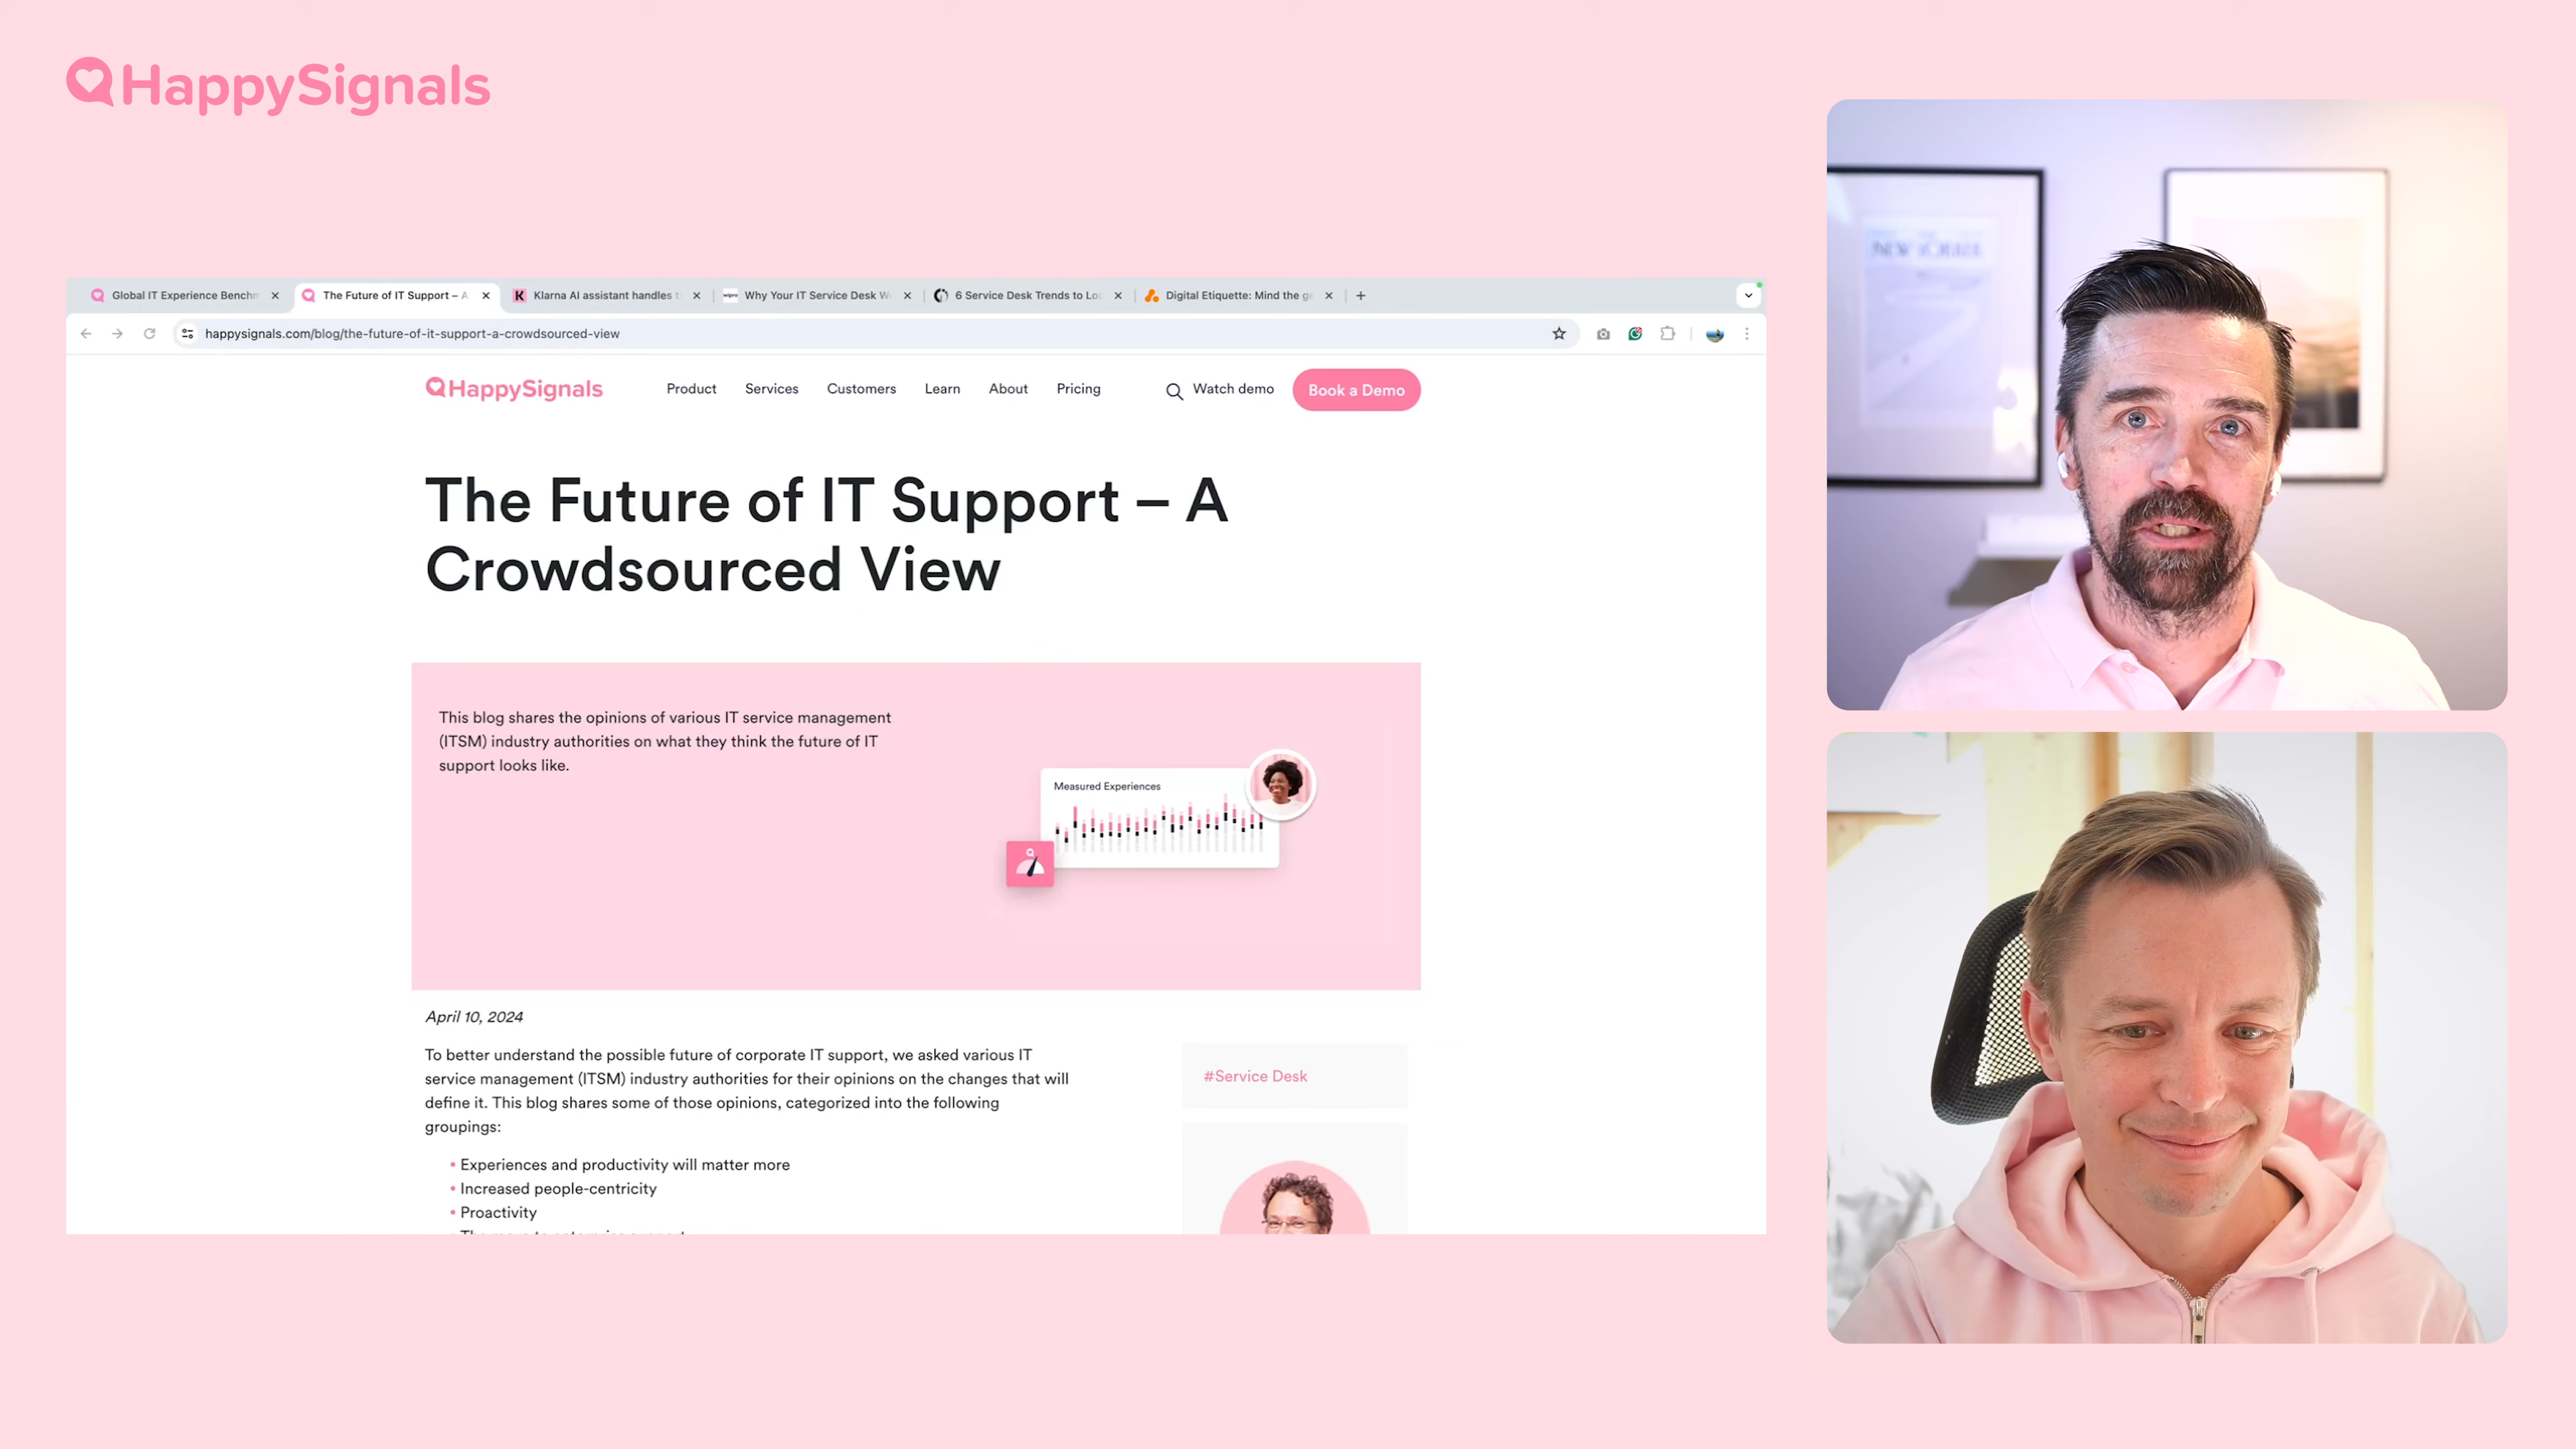 HappySignals
Global IT Experience Benchm
The Future of IT Support – A
Klarna AI assistant handles t
wipro
Why Your IT Service Desk W
6 Service Desk Trends to Loo
Digital Etiquette: Mind the g
happysignals.com/blog/the-future-of-it-support-a-crowdsourced-view
HappySignals
Product
Services
Customers
Learn
About
Pricing
Watch demo
Book a Demo
The Future of IT Support – A
Crowdsourced View
This blog shares the opinions of various IT service management
(ITSM) industry authorities on what they think the future of IT
support looks like.
Measured Experiences
April 10, 2024
To better understand the possible future of corporate IT support, we asked various IT
service management (ITSM) industry authorities for their opinions on the changes that will
define it. This blog shares some of those opinions, categorized into the following
groupings:
• Experiences and productivity will matter more
• Increased people-centricity
• Proactivity
#Service Desk
NEW YORKER